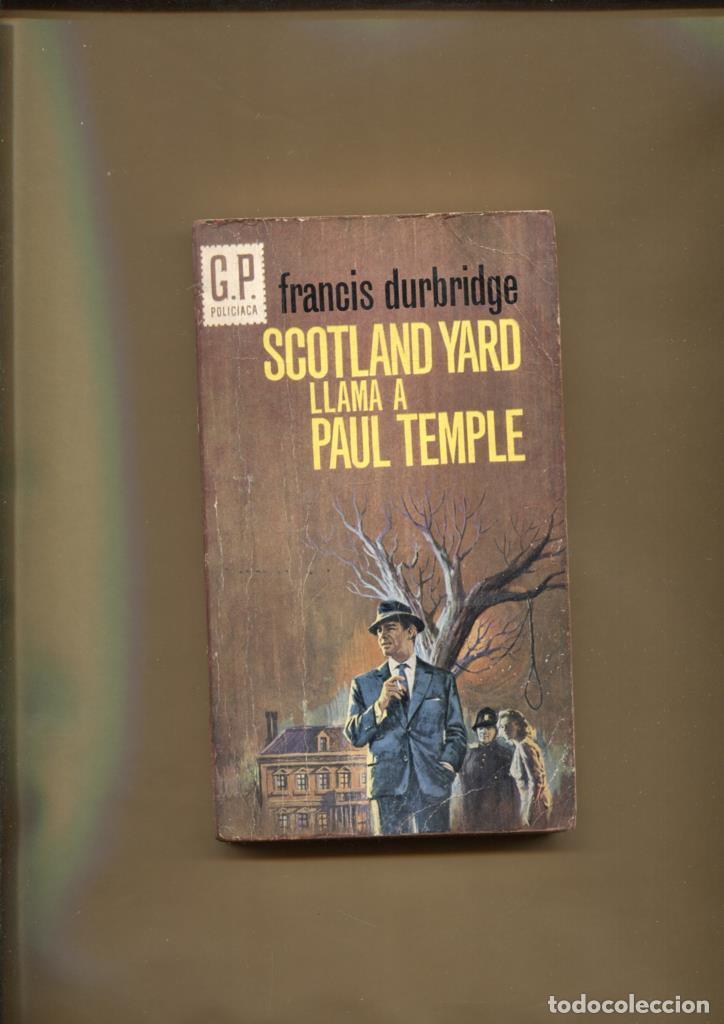 G.P.
POLICIACA
francis durbridge
SCOTLAND YARD
LLAMA A
PAUL TEMPLE
todocoleccion